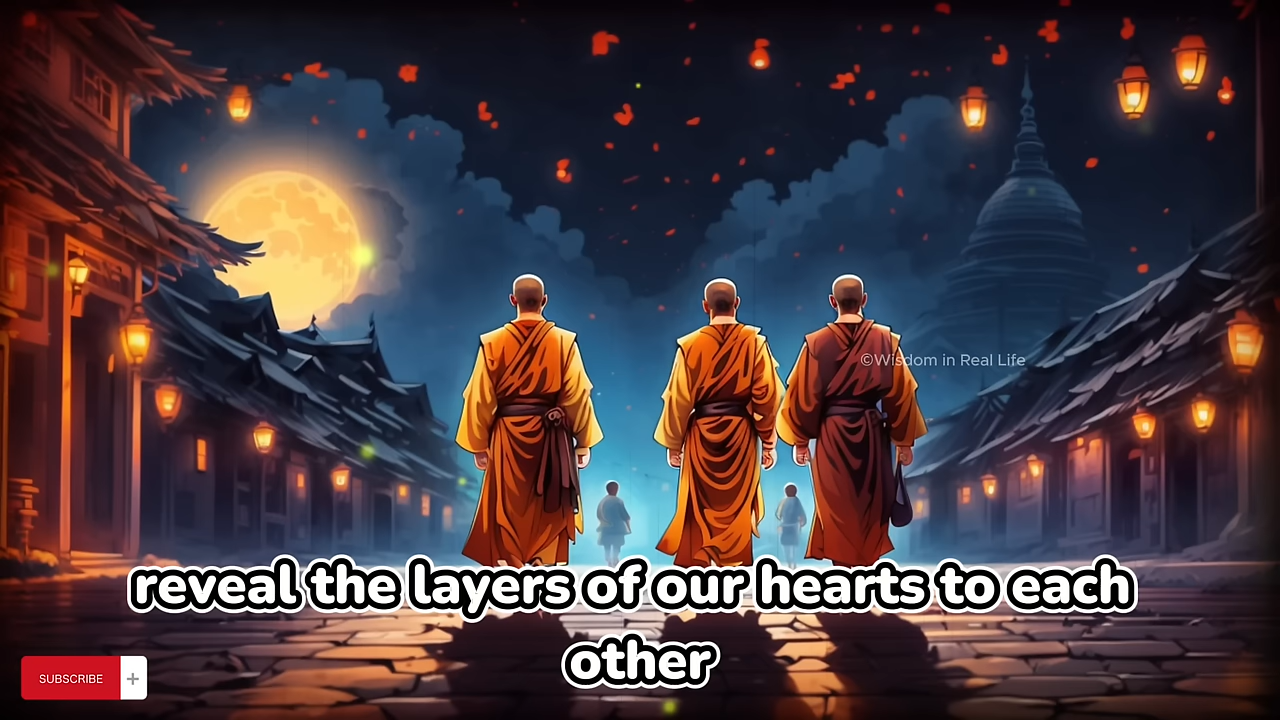 ©Wisdom in Real Life
reveal the layers of our hearts to each
other
SUBSCRIBE +